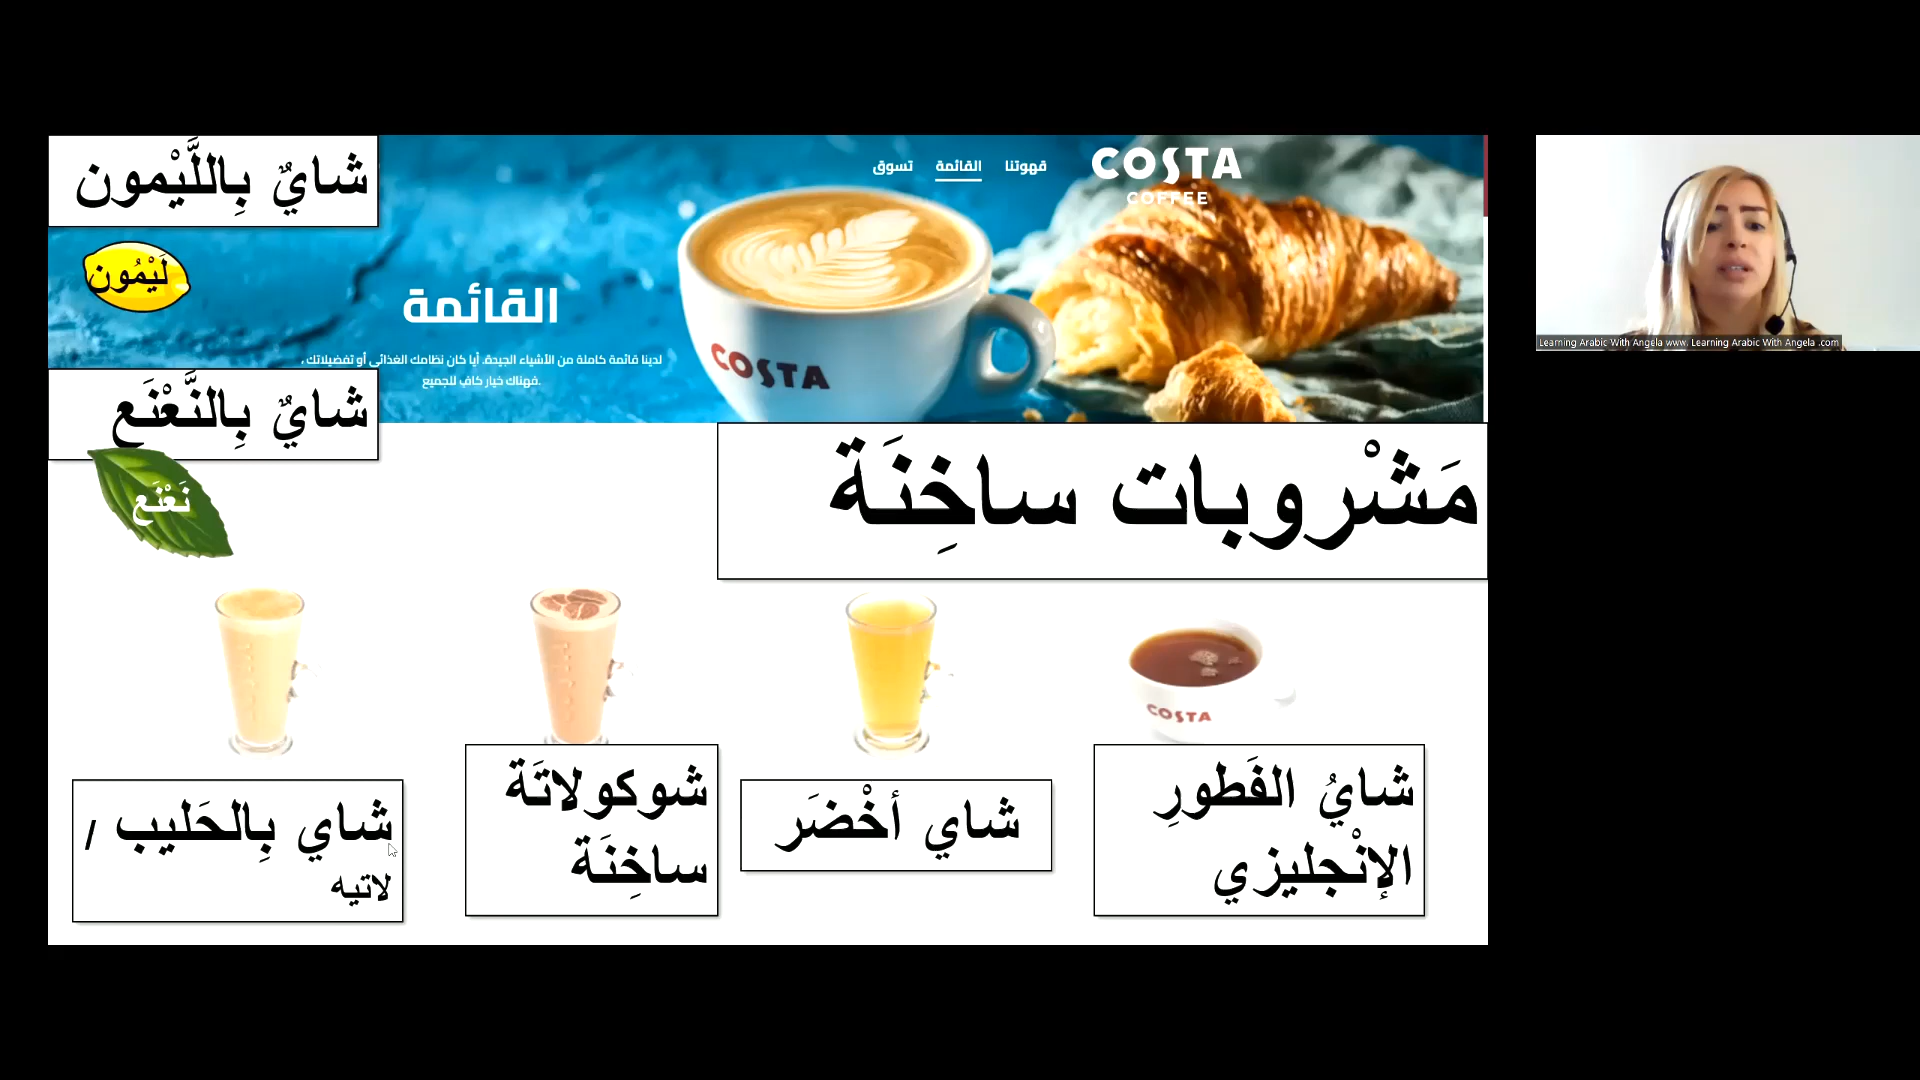 شايٌ بِاللَّيْمون
لَيْمُون
شايٌ بِالنَّعْنَع
نَعْنَع
قهوتنا
القائمة
تسوق
COSTA
COFFEE
القائمة
لدينا قائمة كاملة من الأشياء الجيدة. أيا كان نظامك الغذائي أو تفضيلاتك ،
فهناك خيار كافٍ للجميع.
COSTA
مَشْروبات ساخِنَة
COSTA
شايُ الفَطورِ
الإنْجليزي
شاي أخْضَر
شوكولاتَة
ساخِنَة
شاي بِالحَليب /
لاتيه
Learning Arabic With Angela www. Learning Arabic With Angela .com